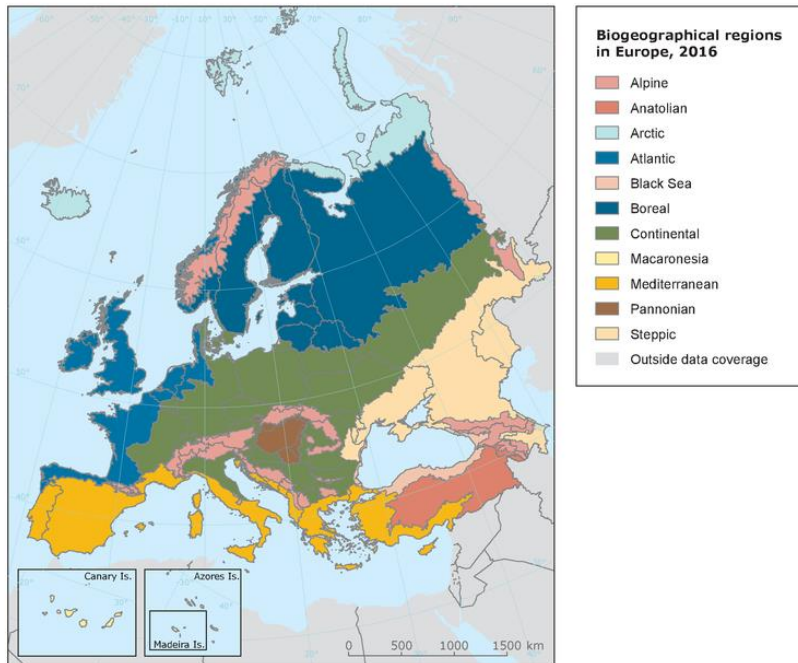 Biogeographical regions
in Europe, 2016
Alpine
Anatolian
Arctic
Atlantic
Black Sea
Boreal
Continental
Macaronesia
Mediterranean
Pannonian
Steppic
Outside data coverage
Canary Is.
Azores Is.
Madeira Is.
0 500 1000 1500 km